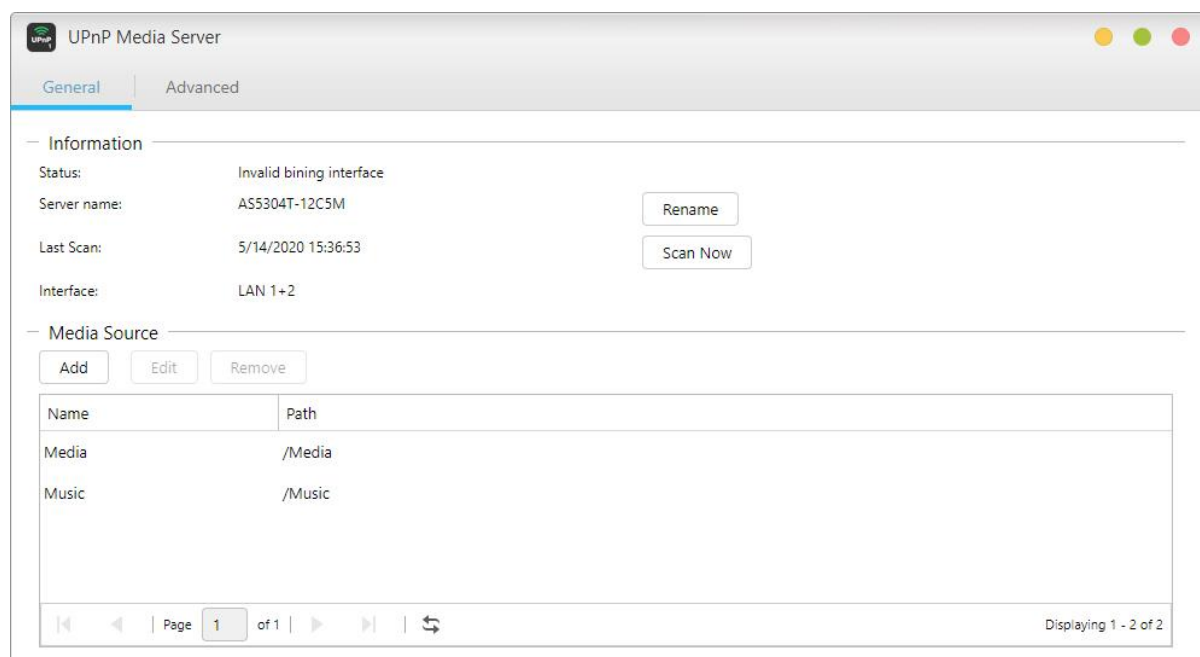 UPnP Media Server
General Advanced
Information
Status: Invalid bining interface
Server name: AS5304T-12C5M Rename
Last Scan: 5/14/2020 15:36:53 Scan Now
Interface: LAN 1+2
Media Source
Add Edit Remove
Name Path
Media /Media
Music /Music
Page 1 of 1 Displaying 1 - 2 of 2